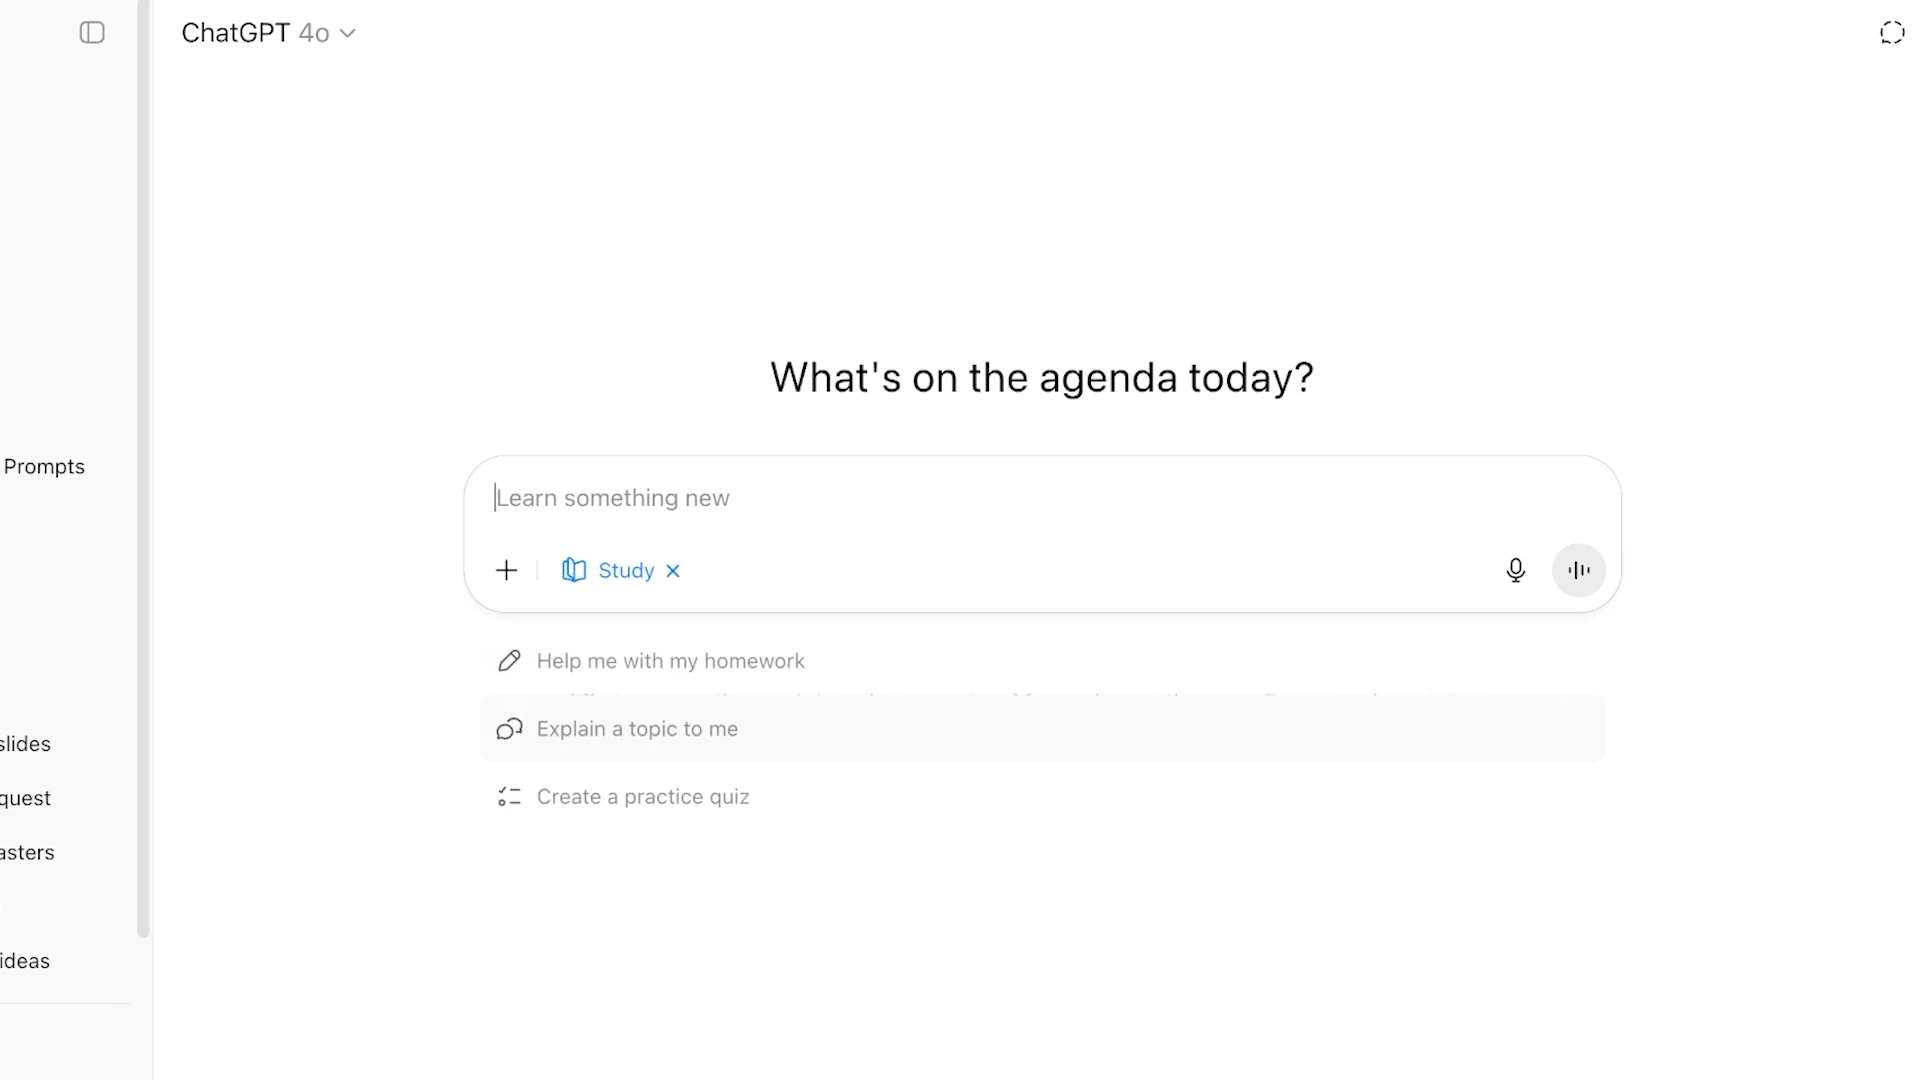 ChatGPT 4o
What's on the agenda today?
Prompts
Learn something new
Study
Help me with my homework
Explain a topic to me
Create a practice quiz
slides
quest
asters
ideas